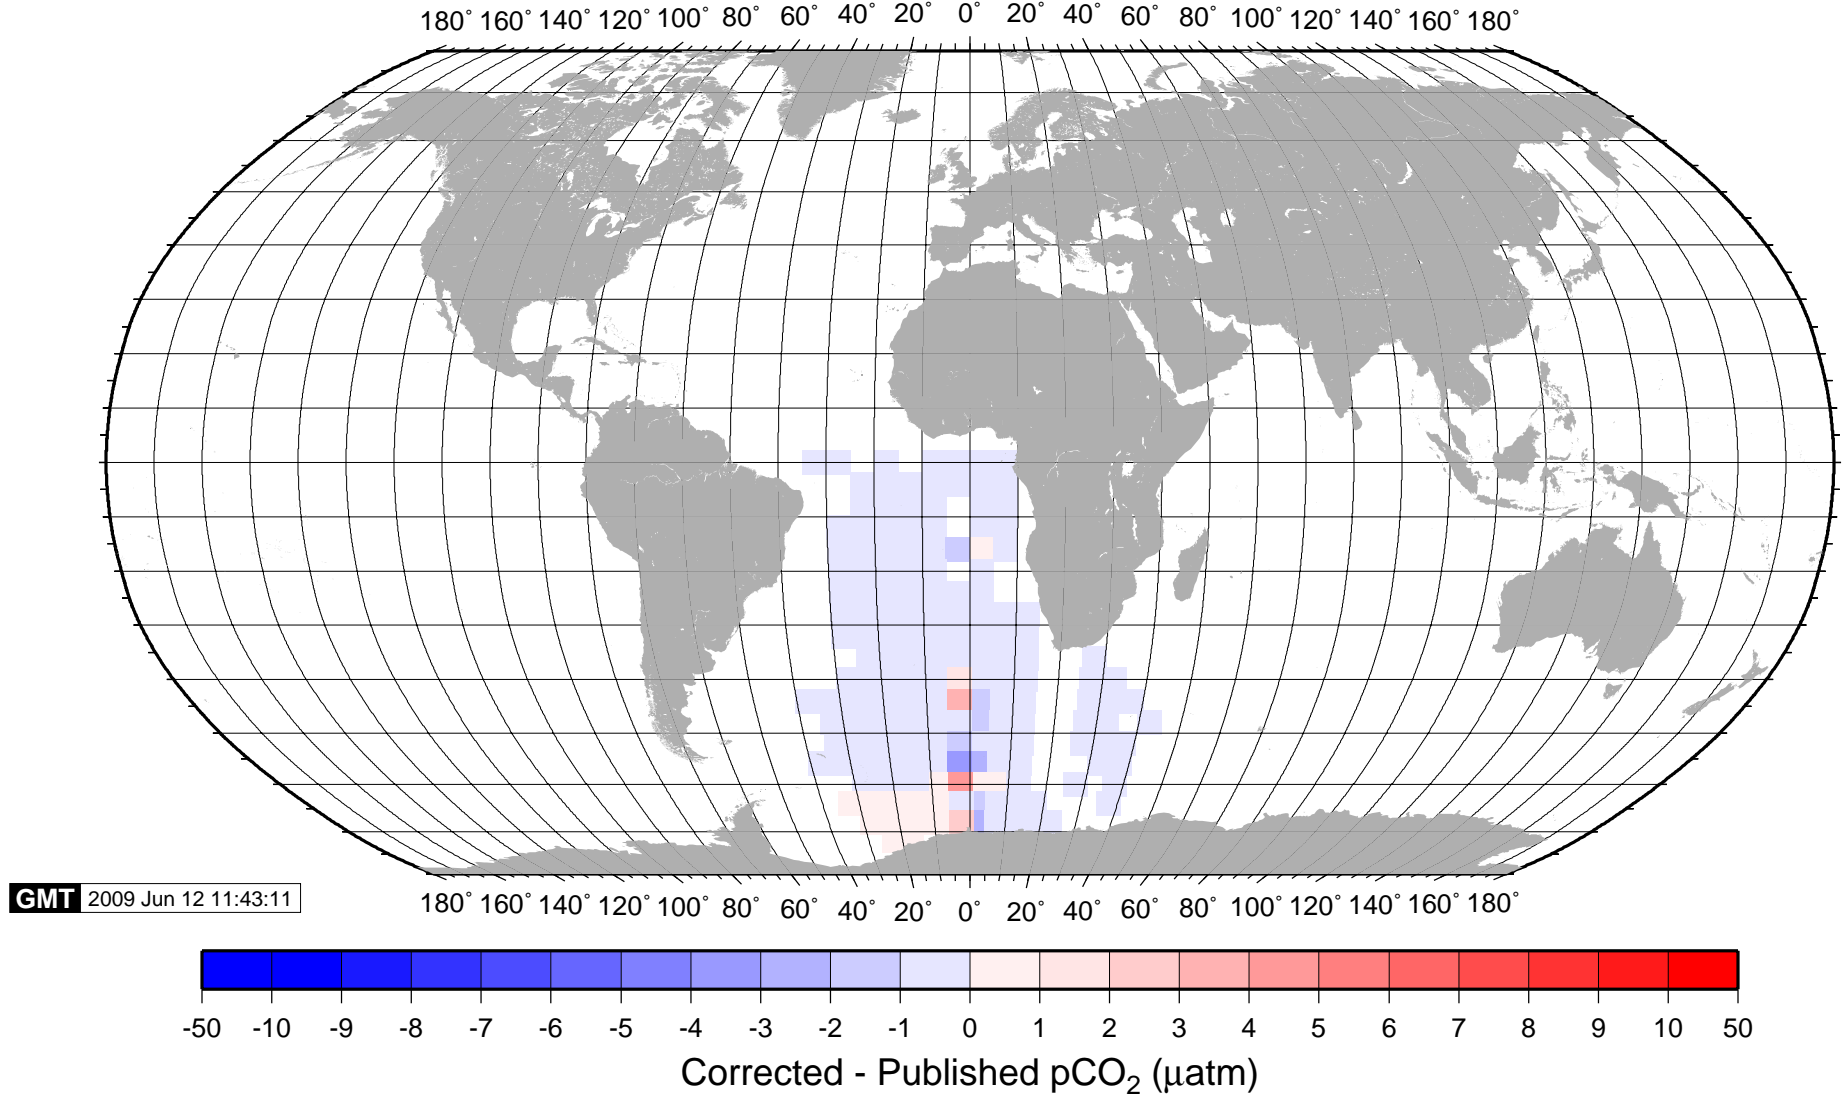 180° 160° 140° 120° 100° 80° 60° 40° 20° 0° 20° 40° 60° 80° 100° 120° 140° 160° 180°
GMT 2009 Jun 12 11:43:11
180° 160° 140° 120° 100° 80° 60° 40° 20° 0° 20° 40° 60° 80° 100° 120° 140° 160° 180°
-50 -10 -9 -8 -7 -6 -5 -4 -3 -2 -1 0 1 2 3 4 5 6 7 8 9 10 50
Corrected - Published pCO₂ (μatm)